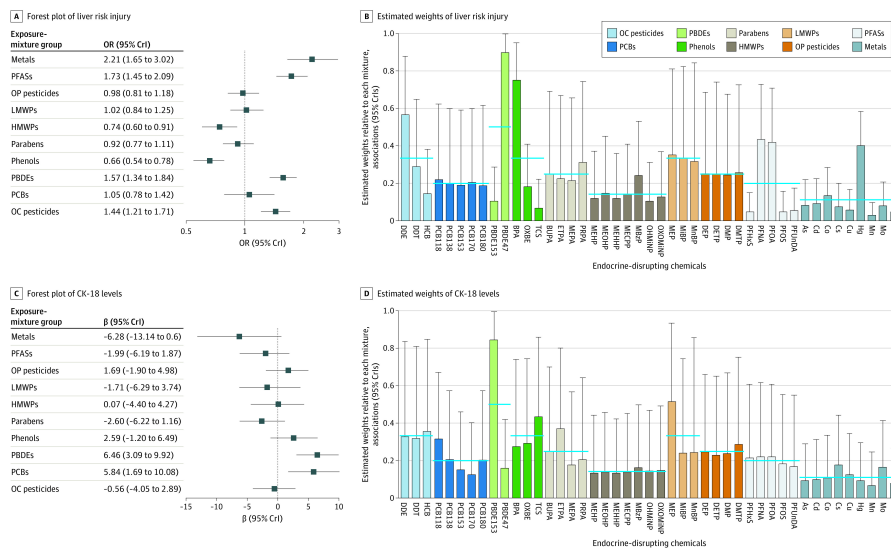 A Forest plot of liver risk injury
Exposure-
mixture group OR (95% CrI)
Metals 2.21 (1.65 to 3.02)
PFASs 1.73 (1.45 to 2.09)
OP pesticides 0.98 (0.81 to 1.18)
LMWPs 1.02 (0.84 to 1.25)
HMWPs 0.74 (0.60 to 0.91)
Parabens 0.92 (0.77 to 1.11)
Phenols 0.66 (0.54 to 0.78)
PBDEs 1.57 (1.34 to 1.84)
PCBs 1.05 (0.78 to 1.42)
OC pesticides 1.44 (1.21 to 1.71)
0.5 1 2 3
OR (95% CrI)
B Estimated weights of liver risk injury
OC pesticides PBDEs Parabens LMWPs PFASs
PCBs Phenols HMWPs OP pesticides Metals
Estimated weights relative to each mixture,
associations (95% CrIs)
1.0
0.8
0.6
0.4
0.2
0
DDE DDT HCB PCB118 PCB138 PCB153 PCB170 PCB180 PBDE153 PBDE47 BPA OXBE TCS BUPA ETPA MEPA PRPA MEHP MEOHP MEHHP MECPP MBzP OHMiNP OXOMiNP MEP MiBP MnBP DEP DETP DMP DMTP PFHxS PFNA PFOA PFOS PFUnDA As Cd Co Cs Cu Hg Mn Mo
Endocrine-disrupting chemicals
C Forest plot of CK-18 levels
Exposure-
mixture group β (95% CrI)
Metals −6.28 (−13.14 to 0.6)
PFASs −1.99 (−6.19 to 1.87)
OP pesticides 1.69 (−1.90 to 4.98)
LMWPs −1.71 (−6.29 to 3.74)
HMWPs 0.07 (−4.40 to 4.27)
Parabens −2.60 (−6.22 to 1.16)
Phenols 2.59 (−1.20 to 6.49)
PBDEs 6.46 (3.09 to 9.92)
PCBs 5.84 (1.69 to 10.08)
OC pesticides −0.56 (−4.05 to 2.89)
−15 −10 −5 0 5 10
β (95% CrI)
D Estimated weights of CK-18 levels
Estimated weights relative to each mixture,
associations (95% CrIs)
1.0
0.8
0.6
0.4
0.2
0
DDE DDT HCB PCB118 PCB138 PCB153 PCB170 PCB180 PBDE153 PBDE47 BPA OXBE TCS BUPA ETPA MEPA PRPA MEHP MEOHP MEHHP MECPP MBzP OHMiNP OXOMiNP MEP MiBP MnBP DEP DETP DMP DMTP PFHxS PFNA PFOA PFOS PFUnDA As Cd Co Cs Cu Hg Mn Mo
Endocrine-disrupting chemicals